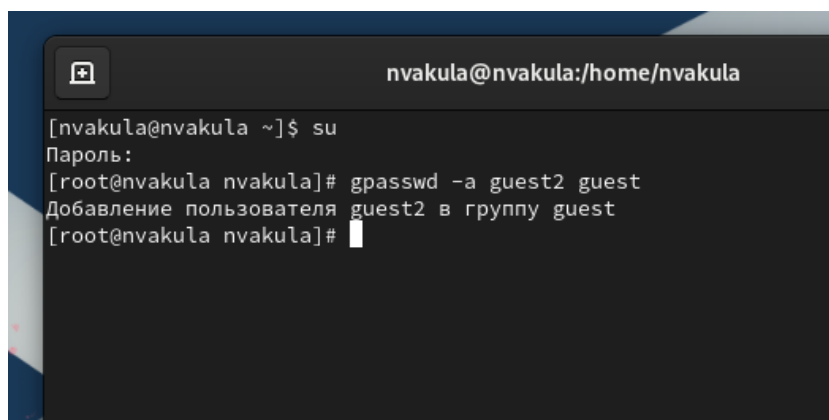 nvakula@nvakula:/home/nvakula
[nvakula@nvakula ~]$ su
Пароль:
[root@nvakula nvakula]# gpasswd -a guest2 guest
Добавление пользователя guest2 в группу guest
[root@nvakula nvakula]#